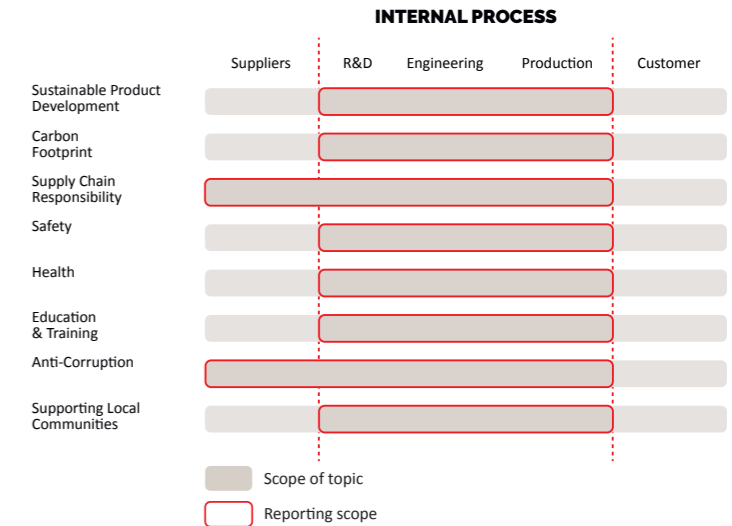 INTERNAL PROCESS
Suppliers R&D Engineering Production Customer
Sustainable Product
Development
Carbon
Footprint
Supply Chain
Responsibility
Safety
Health
Education
& Training
Anti-Corruption
Supporting Local
Communities
Scope of topic
Reporting scope